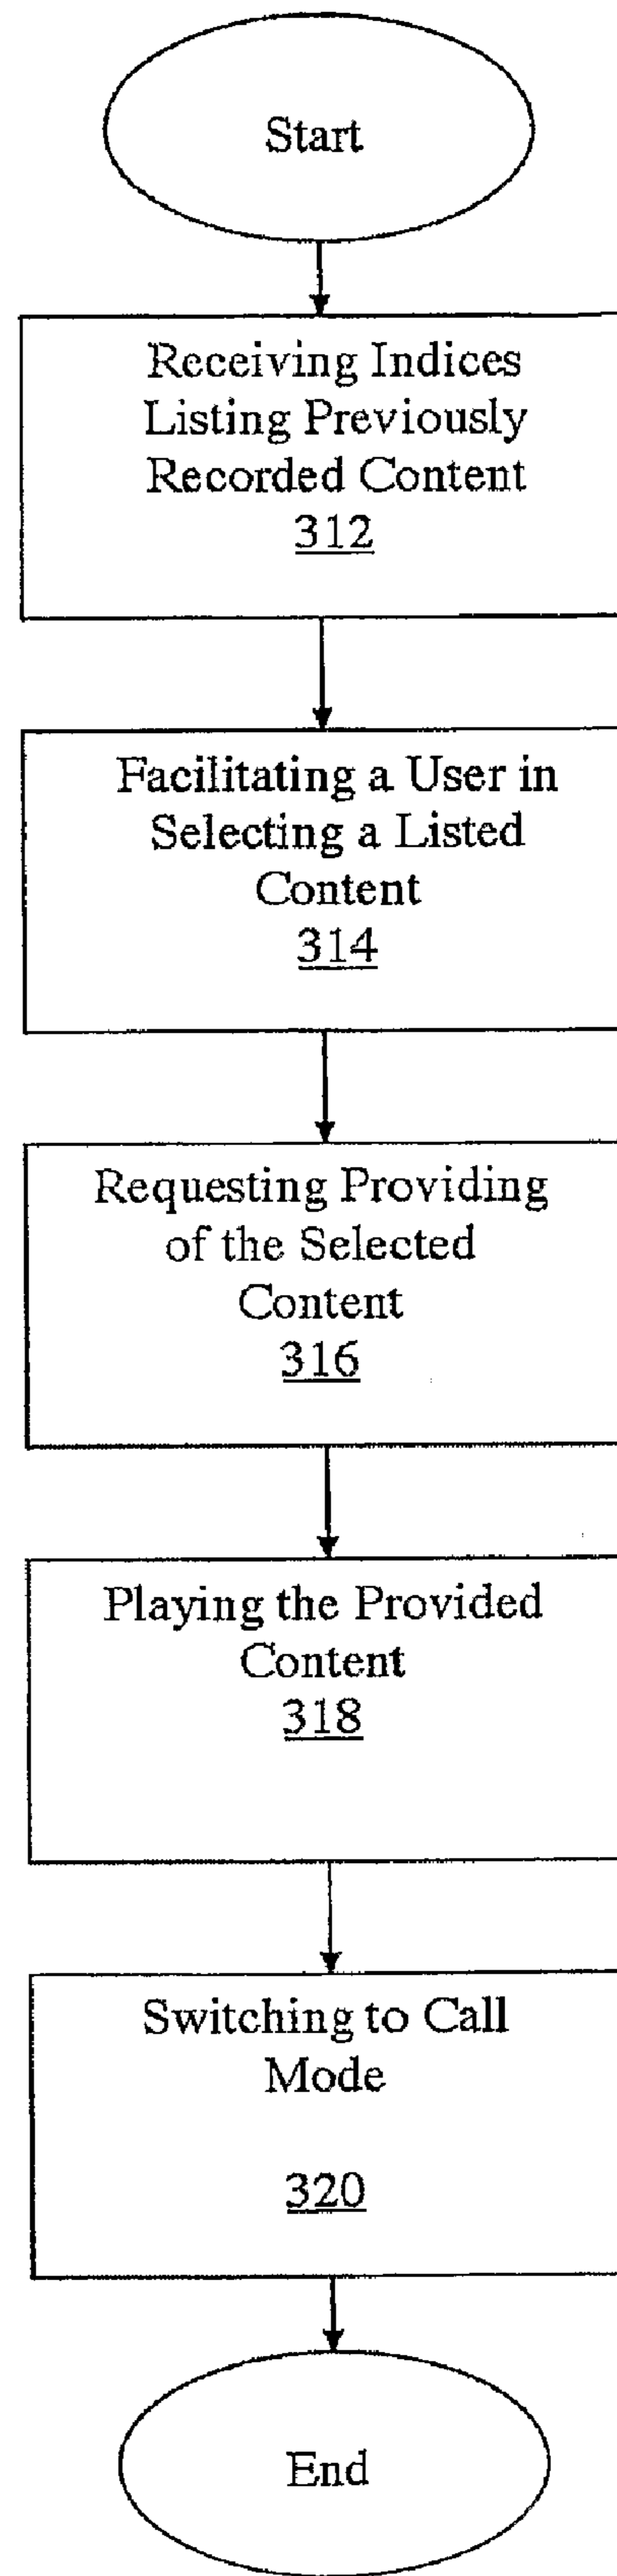 Start
Receiving Indices
Listing Previously
Recorded Content
312
Facilitating a User in
Selecting a Listed
Content
314
Requesting Providing
of the Selected
Content
316
Playing the Provided
Content
318
Switching to Call
Mode
320
End